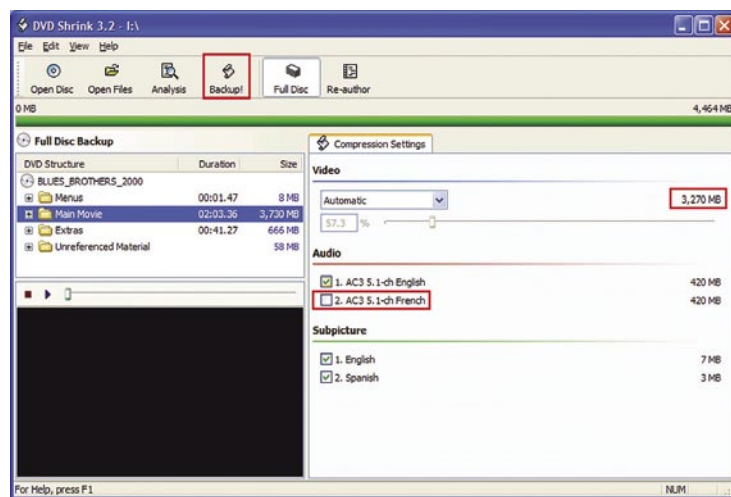 DVD Shrink 3.2 - I:\
File Edit View Help
Open Disc Open Files Analysis Backup! Full Disc Re-author
0 MB 4,464 MB
Full Disc Backup
Compression Settings
DVD Structure Duration Size
BLUES_BROTHERS_2000
Menus 00:01.47 8 MB
Main Movie 02:03.36 3,730 MB
Extras 00:41.27 666 MB
Unreferenced Material 58 MB
Video
Automatic 3,270 MB
57.3 %
Audio
1. AC3 5.1-ch English 420 MB
2. AC3 5.1-ch French 420 MB
Subpicture
1. English 7 MB
2. Spanish 3 MB
For Help, press F1 NUM